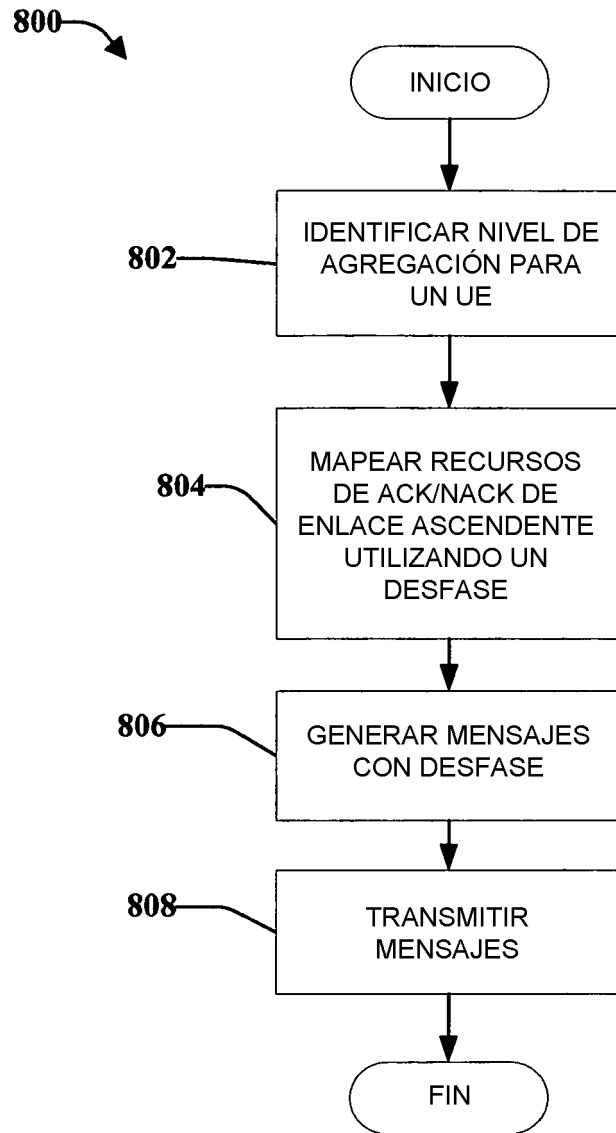 800
INICIO
802
IDENTIFICAR NIVEL DE
AGREGACIÓN PARA
UN UE
804
MAPEAR RECURSOS
DE ACK/NACK DE
ENLACE ASCENDENTE
UTILIZANDO UN
DESFASE
806
GENERAR MENSAJES
CON DESFASE
808
TRANSMITIR
MENSAJES
FIN